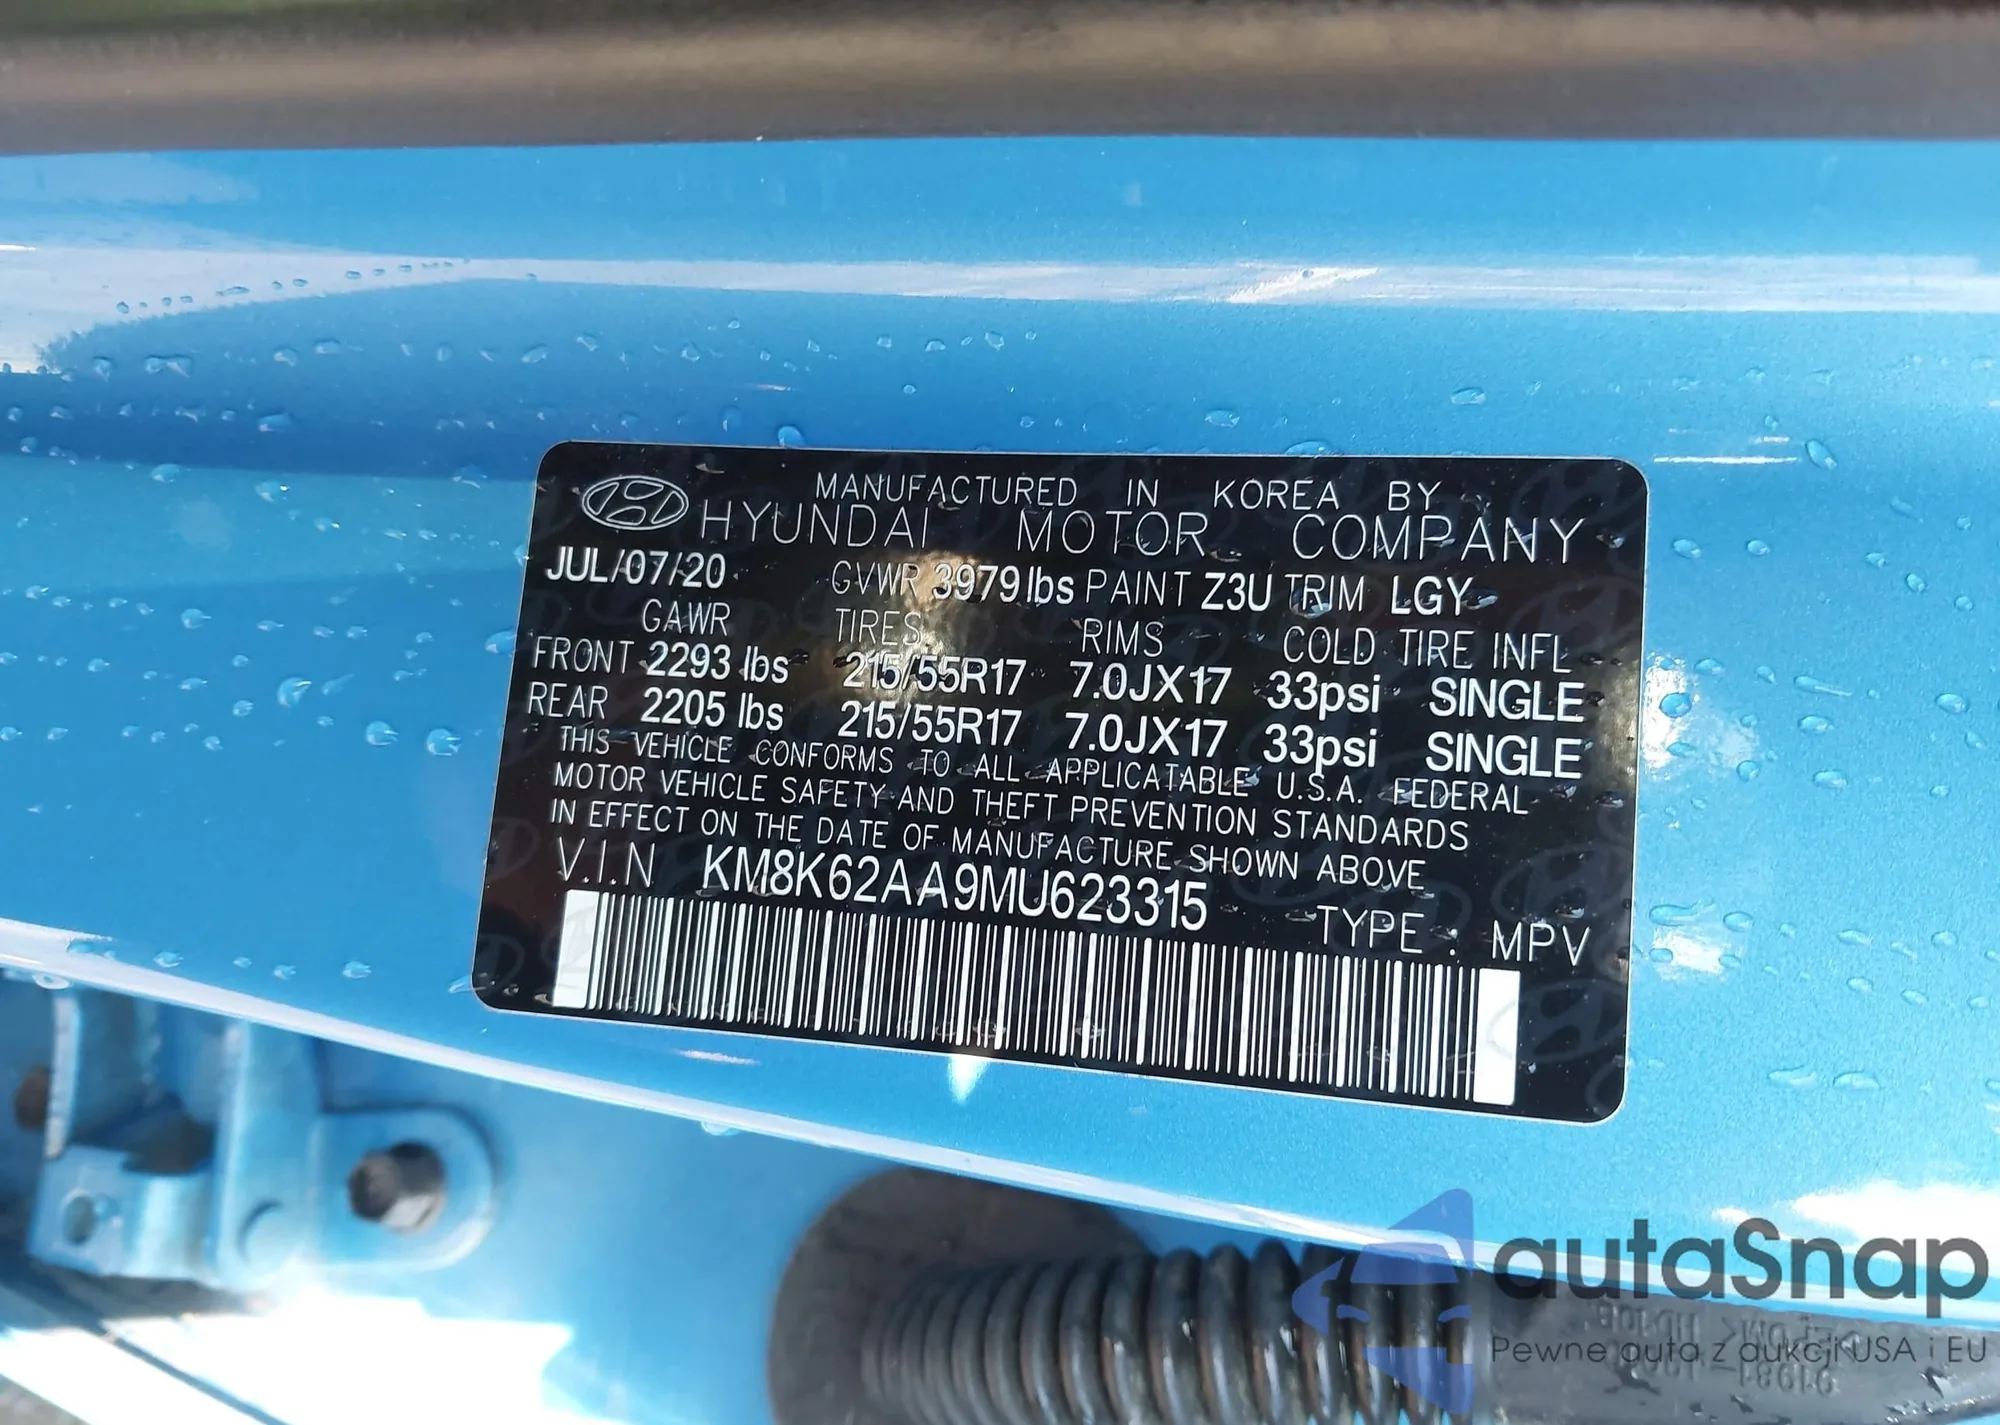 MANUFACTURED IN KOREA BY
HYUNDAI MOTOR COMPANY
JUL/07/20 GVWR 3979lbs PAINT Z3U TRIM LGY
GAWR TIRES RIMS COLD TIRE INFL
FRONT 2293 lbs 215/55R17 7.0JX17 33psi SINGLE
REAR 2205 lbs 215/55R17 7.0JX17 33psi SINGLE
THIS VEHICLE CONFORMS TO ALL APPLICATABLE U.S.A. FEDERAL
MOTOR VEHICLE SAFETY AND THEFT PREVENTION STANDARDS
IN EFFECT ON THE DATE OF MANUFACTURE SHOWN ABOVE
V.I.N KM8K62AA9MU623315 TYPE : MPV
autaSnap
Pewne auta z aukcji USA i EU